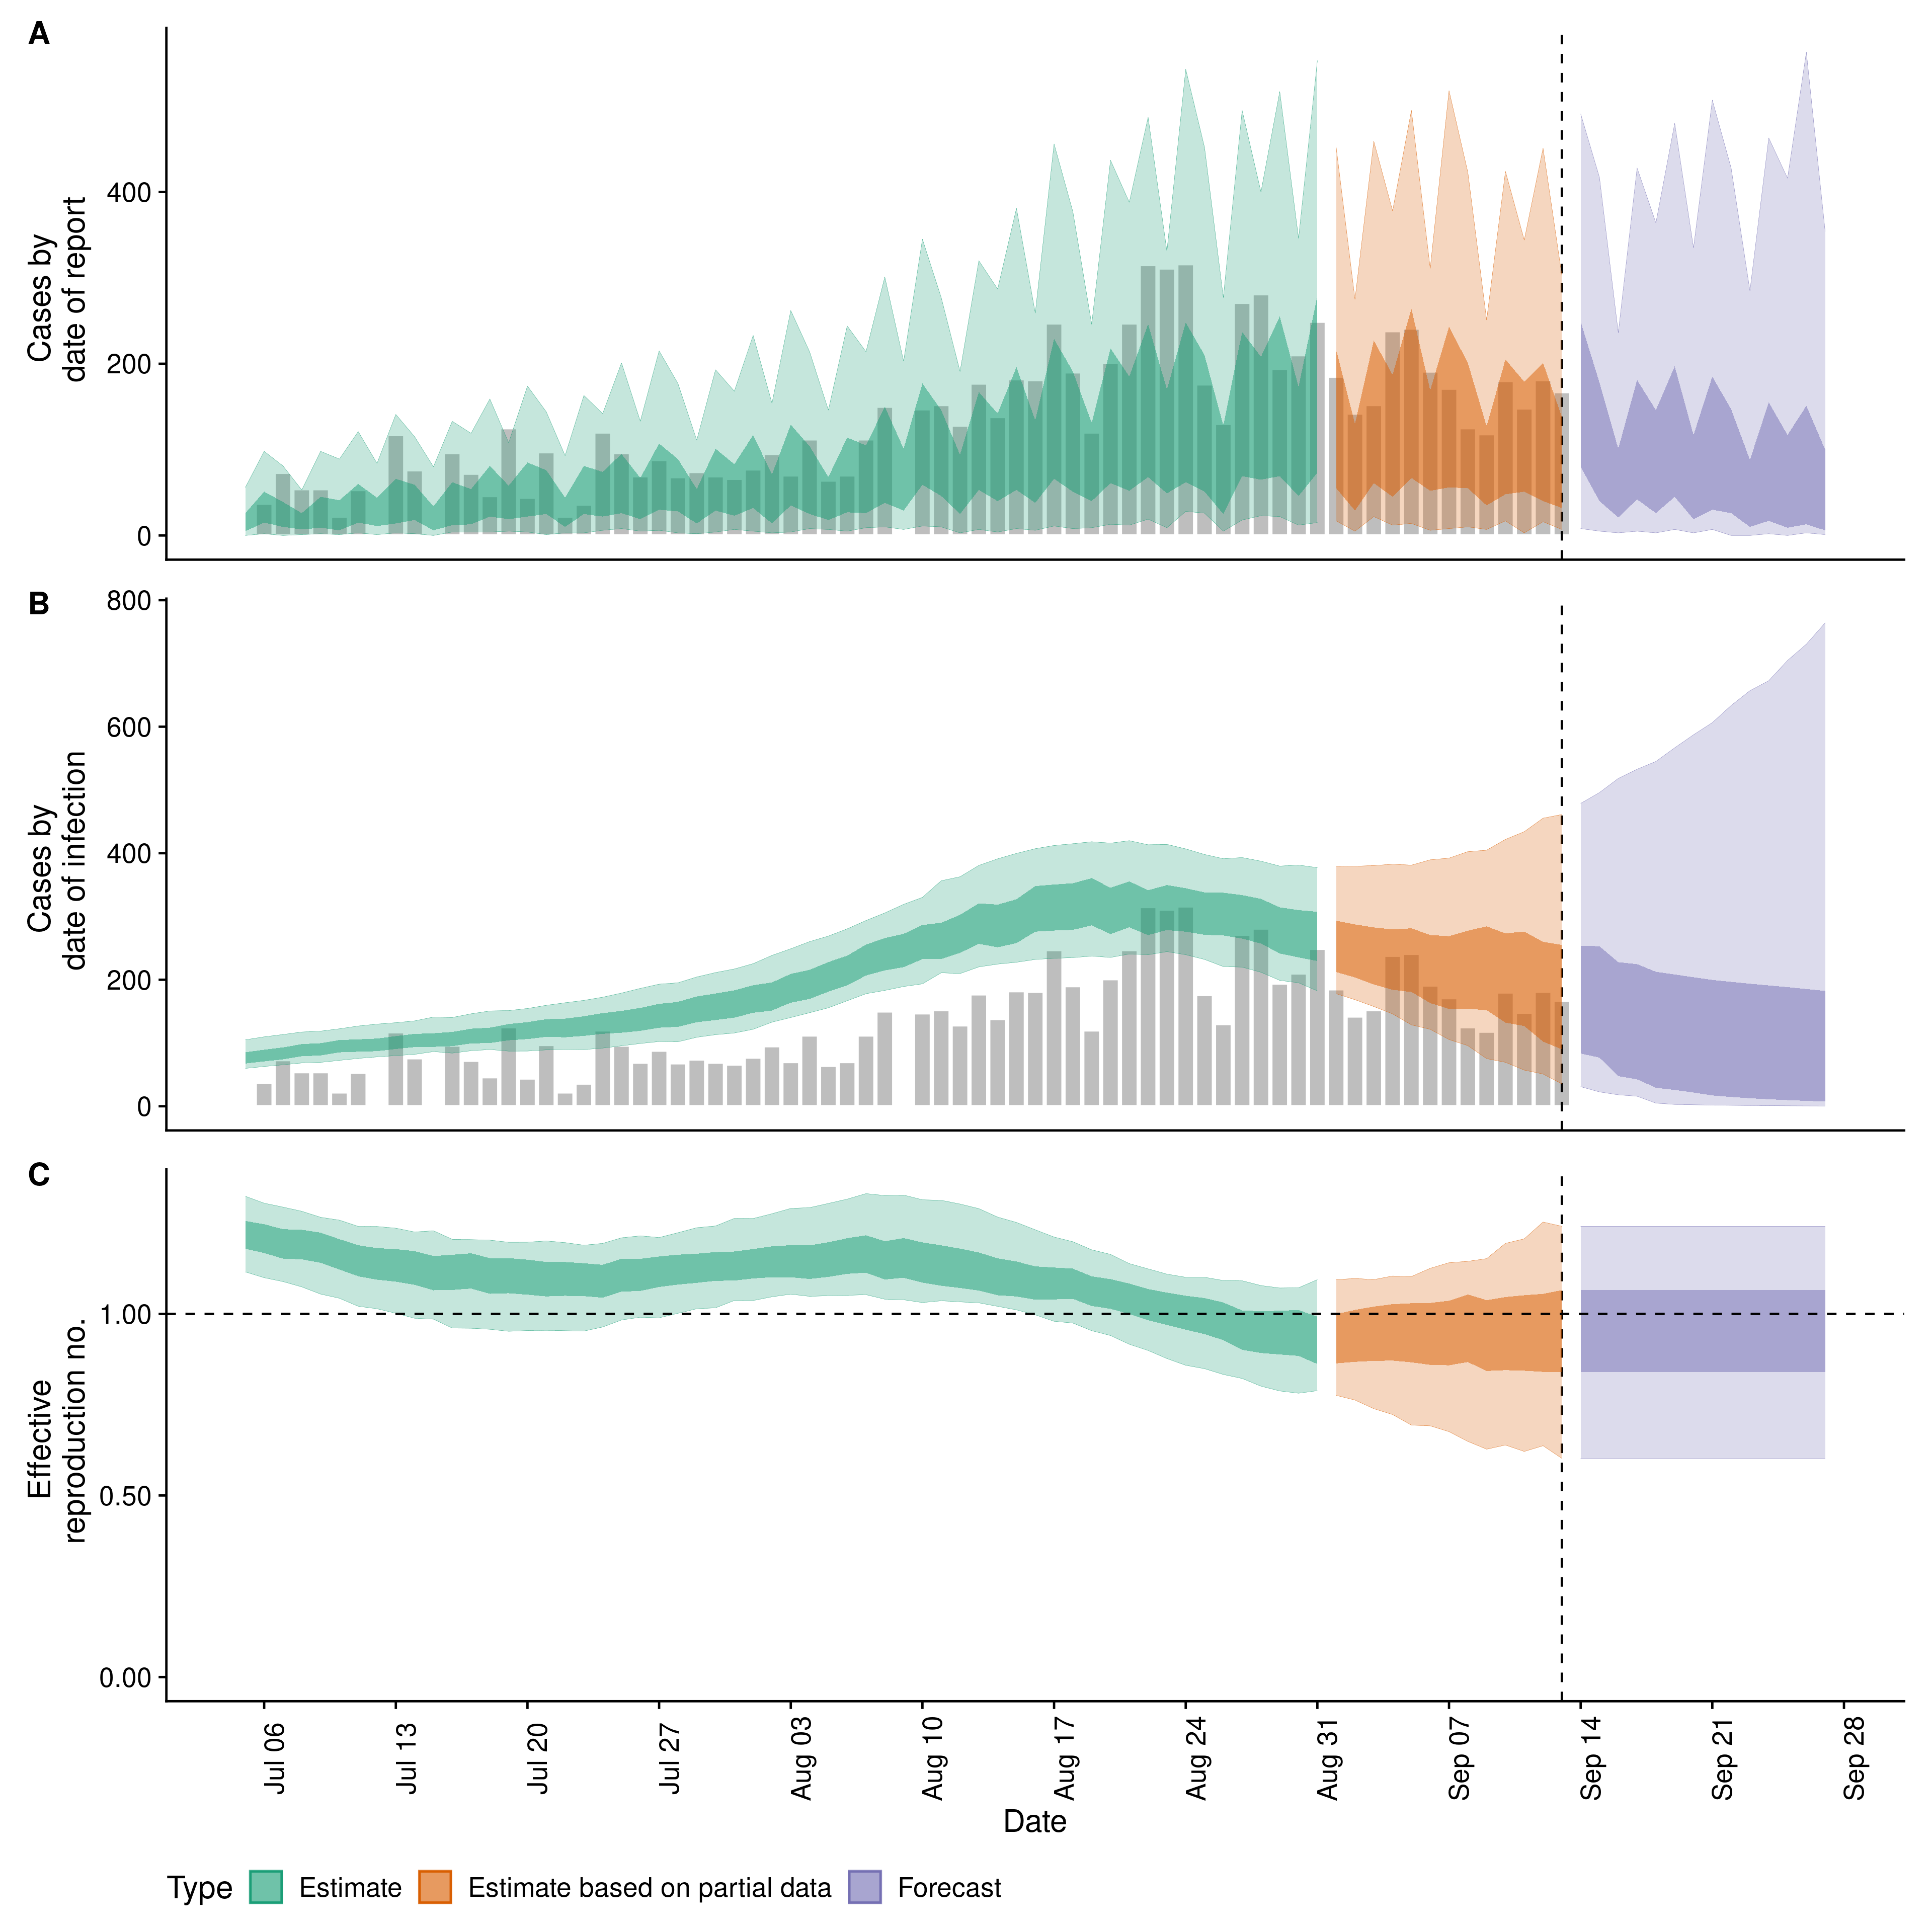 A
Cases by
date of report
400
200
0
B
Cases by
date of infection
800
600
400
200
0
C
Effective
reproduction no.
1.00
0.50
0.00
Jul 06
Jul 13
Jul 20
Jul 27
Aug 03
Aug 10
Aug 17
Aug 24
Aug 31
Sep 07
Sep 14
Sep 21
Sep 28
Date
Type Estimate Estimate based on partial data Forecast